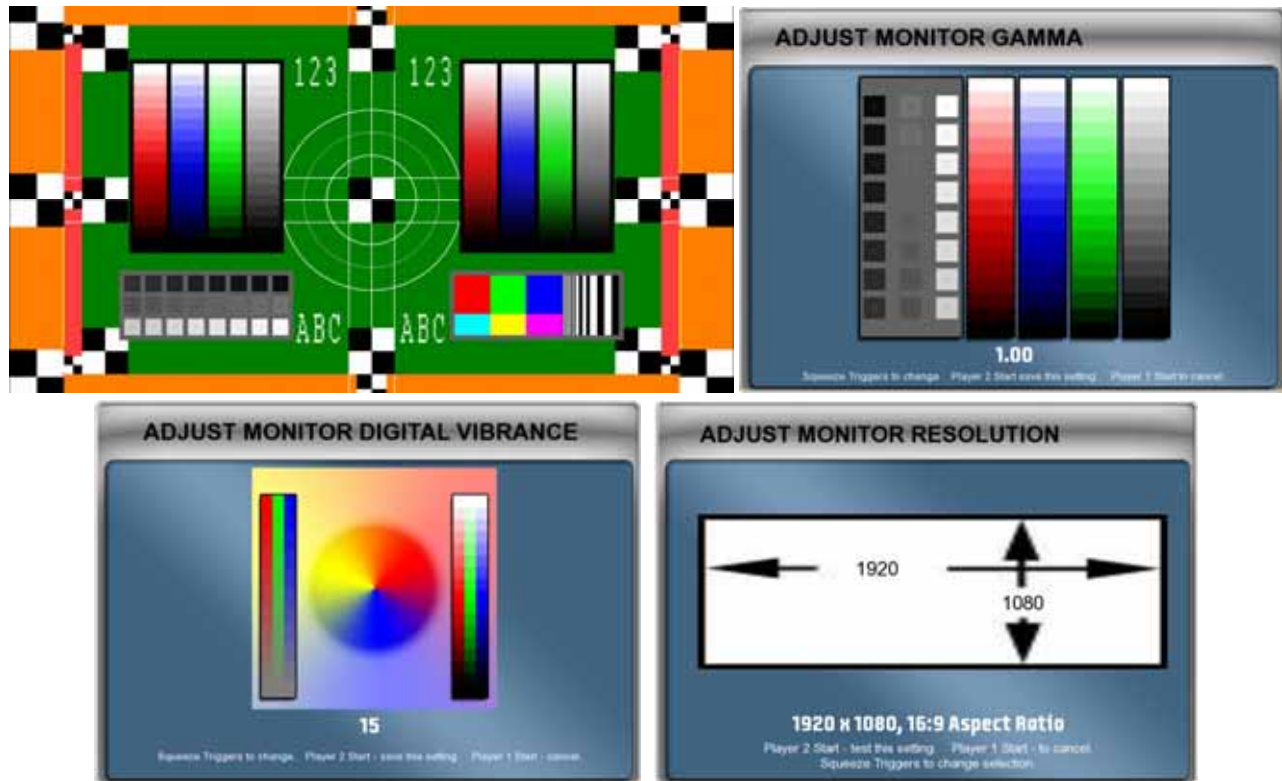 123 123
ABC ABC
ADJUST MONITOR GAMMA
1.00
Squeeze Triggers to change. Player 2 Start save this setting. Player 1 Start to cancel.
ADJUST MONITOR DIGITAL VIBRANCE
15
Squeeze Triggers to change. Player 2 Start - save this setting. Player 1 Start - cancel.
ADJUST MONITOR RESOLUTION
1920
1080
1920 x 1080, 16:9 Aspect Ratio
Player 2 Start - test this setting. Player 1 Start - to cancel.
Squeeze Triggers to change selection.